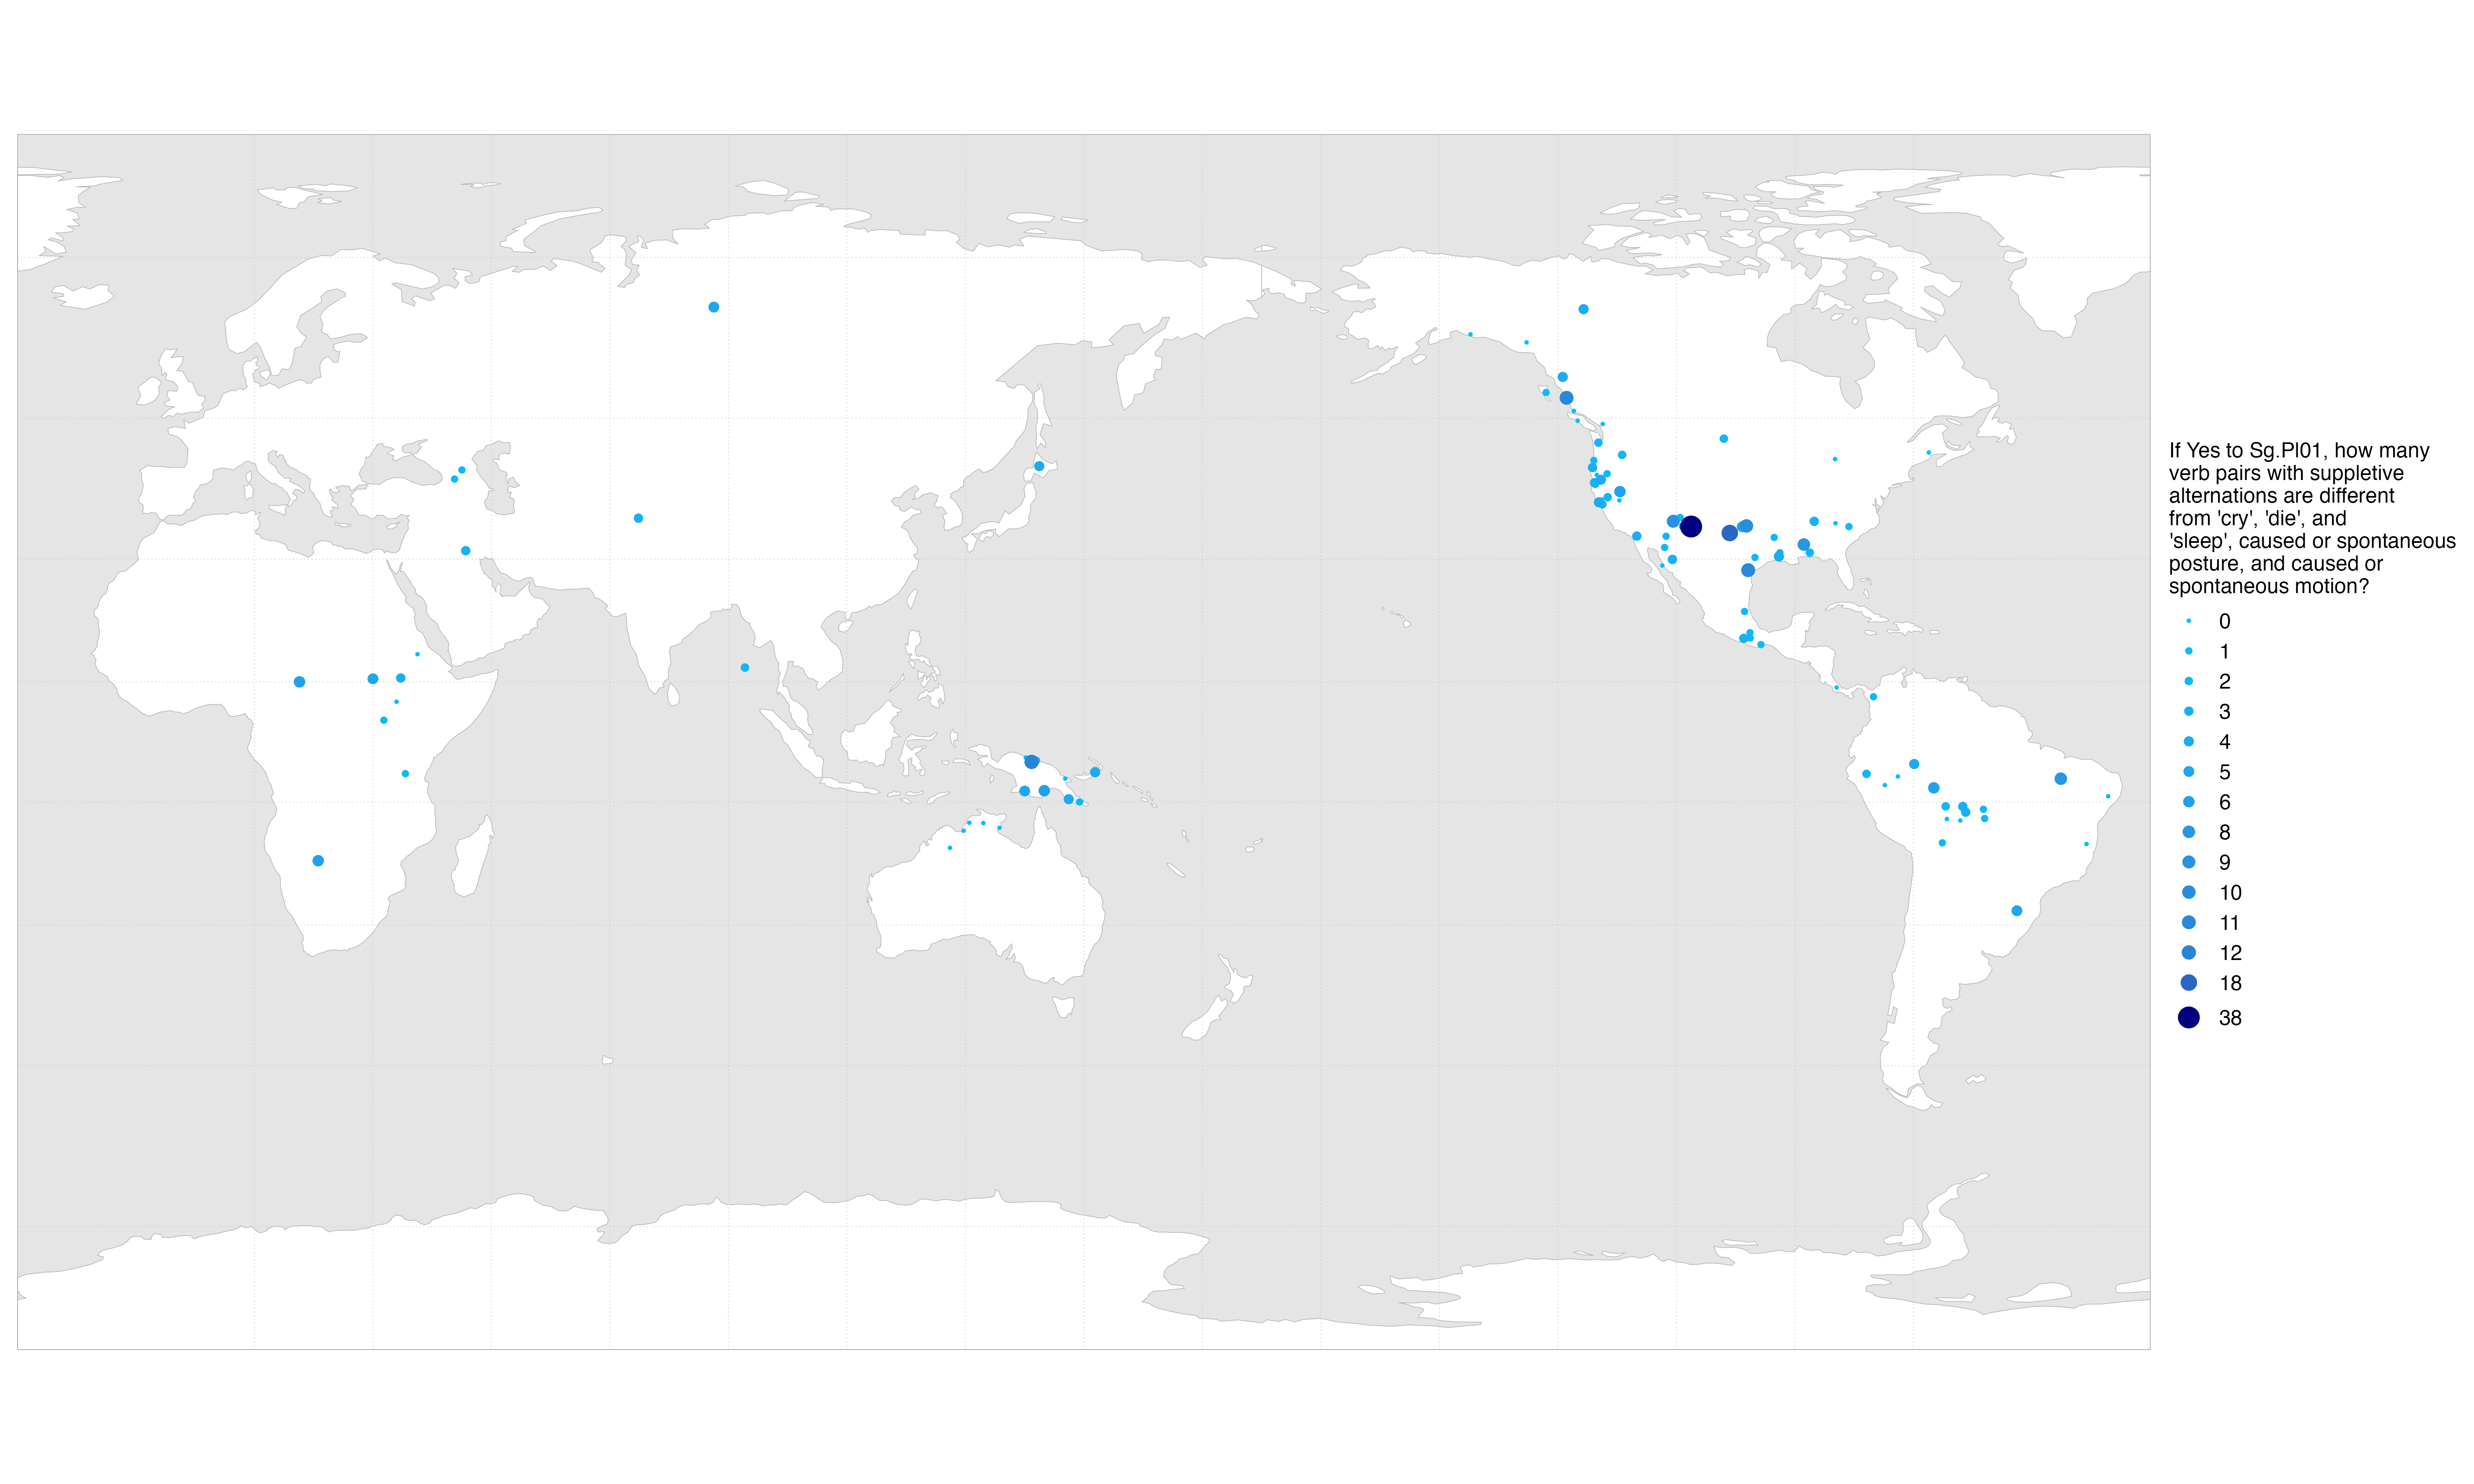 If Yes to Sg.Pl01, how many
verb pairs with suppletive
alternations are different
from 'cry', 'die', and
'sleep', caused or spontaneous
posture, and caused or
spontaneous motion?
0
1
2
3
4
5
6
8
9
10
11
12
18
38